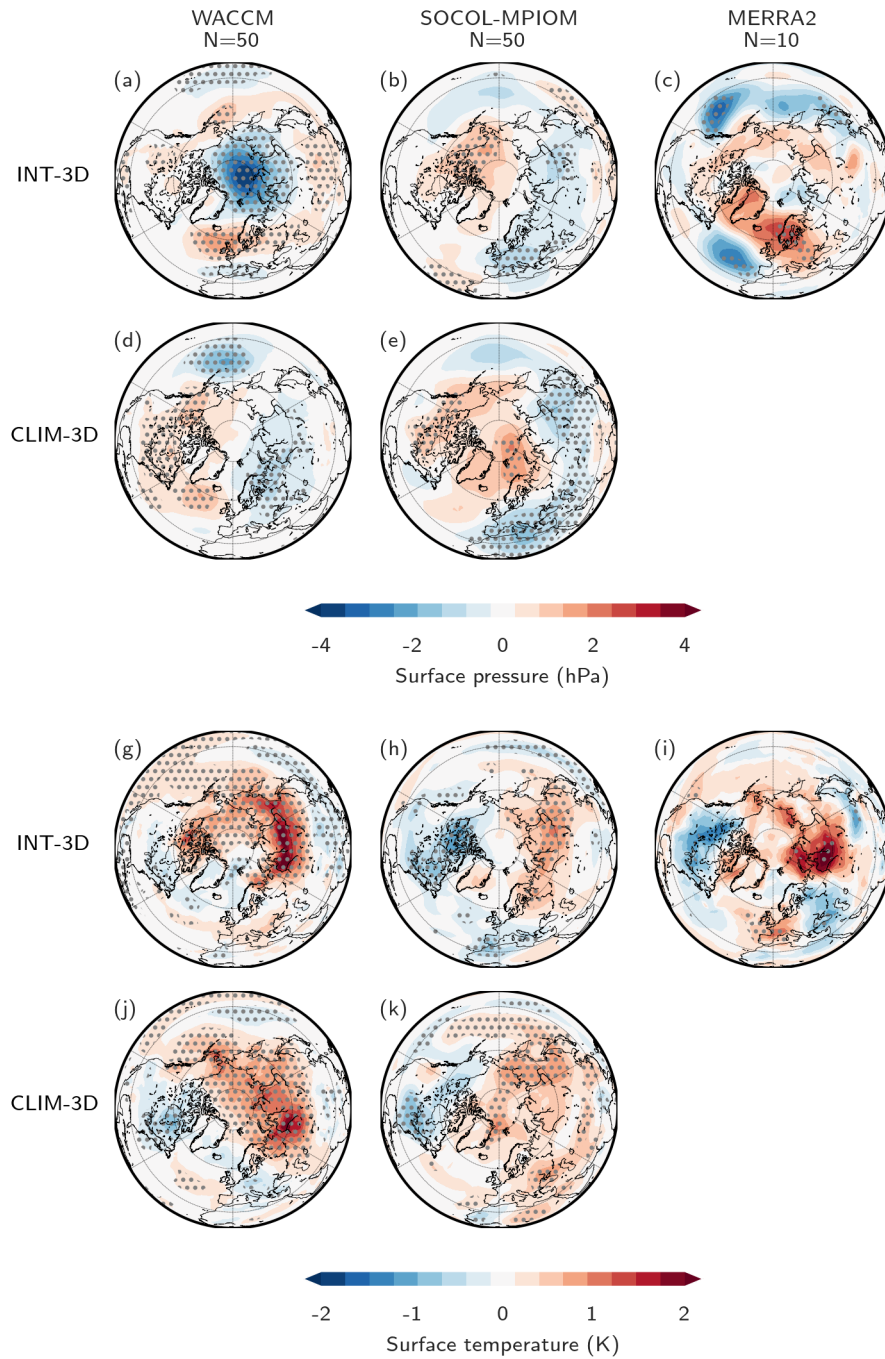 WACCM
N=50
SOCOL-MPIOM
N=50
MERRA2
N=10
(a)
(b)
(c)
INT-3D
(d)
(e)
CLIM-3D
-4
-2
0
2
4
Surface pressure (hPa)
(g)
(h)
(i)
INT-3D
(j)
(k)
CLIM-3D
-2
-1
0
1
2
Surface temperature (K)